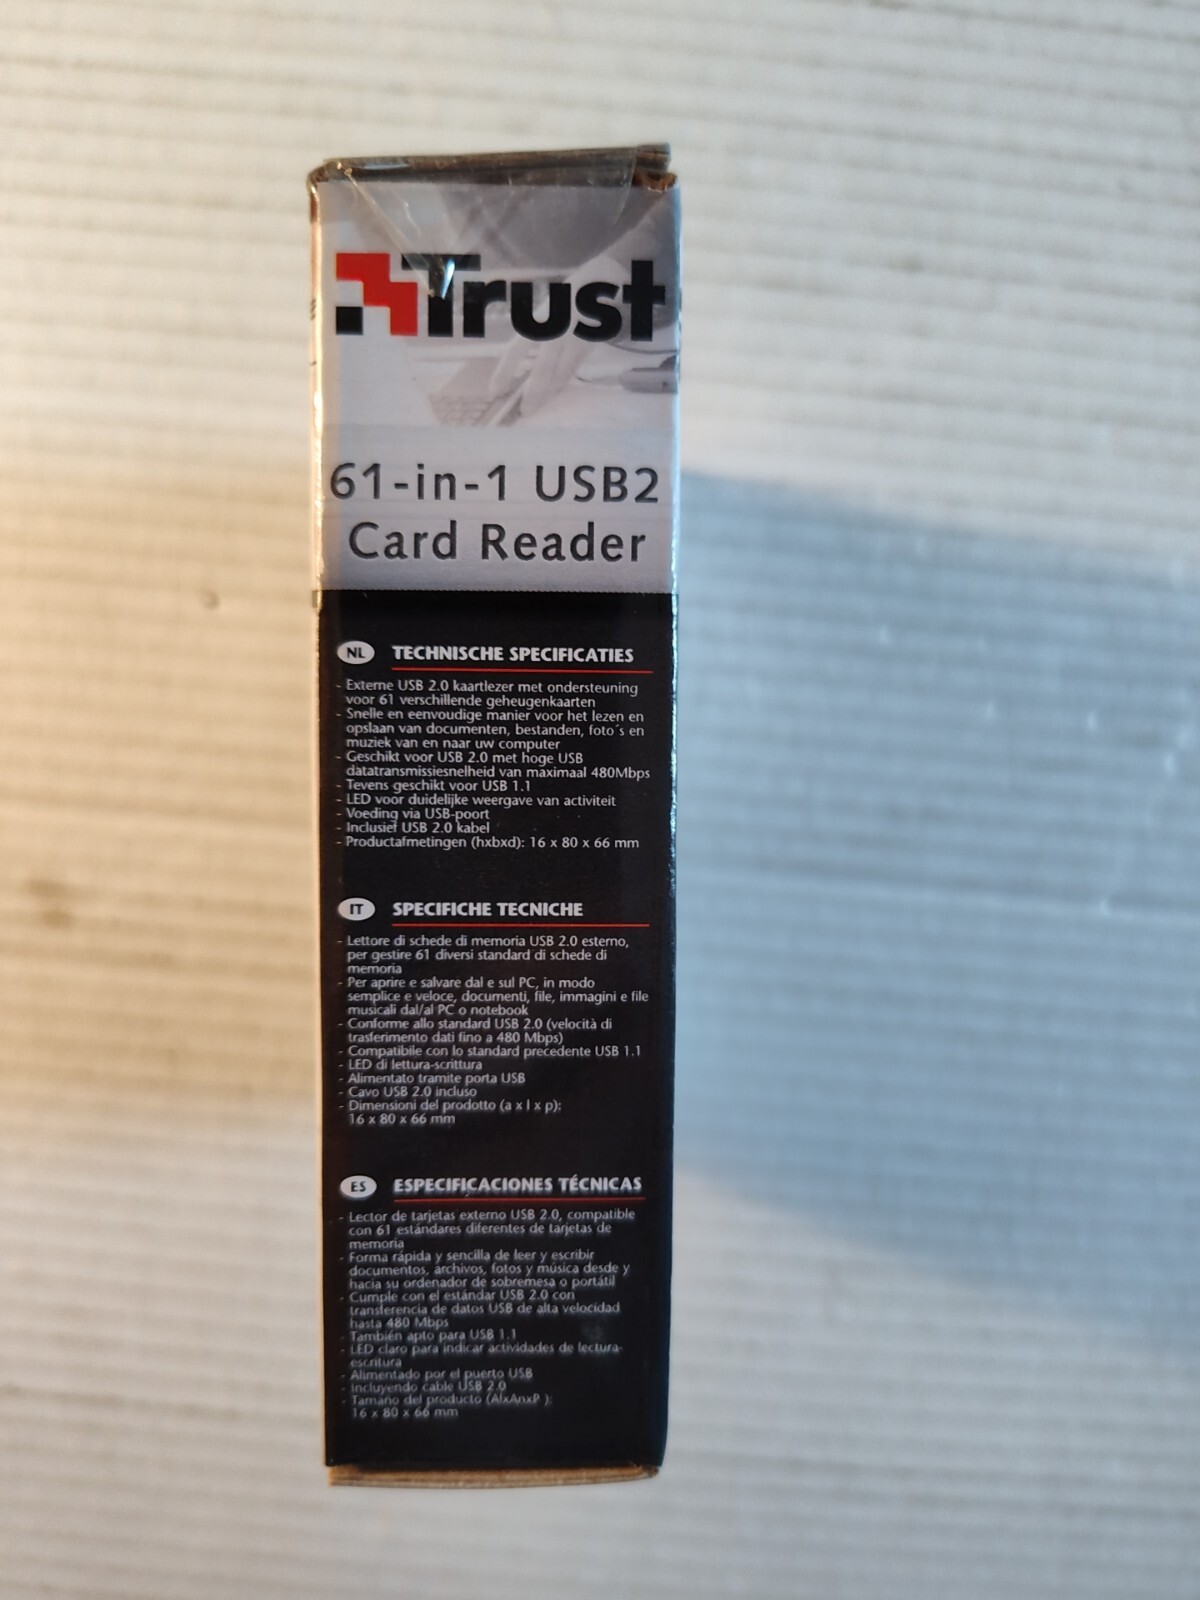 Trust
61-in-1 USB2
Card Reader
NL TECHNISCHE SPECIFICATIES
- Externe USB 2.0 kaartlezer met ondersteuning
voor 61 verschillende geheugenkaarten
- Snelle en eenvoudige manier voor het lezen en
opslaan van documenten, bestanden, foto´s en
muziek van en naar uw computer
- Geschikt voor USB 2.0 met hoge USB
datatransmissiesnelheid van maximaal 480Mbps
- Tevens geschikt voor USB 1.1
- LED voor duidelijke weergave van activiteit
- Voeding via USB-poort
- Inclusief USB 2.0 kabel
- Productafmetingen (hxbxd): 16 x 80 x 66 mm
IT SPECIFICHE TECNICHE
- Lettore di schede di memoria USB 2.0 esterno,
per gestire 61 diversi standard di schede di
memoria
- Per aprire e salvare dal e sul PC, in modo
semplice e veloce, documenti, file, immagini e file
musicali dal/al PC o notebook
- Conforme allo standard USB 2.0 (velocità di
trasferimento dati fino a 480 Mbps)
- Compatibile con lo standard precedente USB 1.1
- LED di lettura-scrittura
- Alimentato tramite porta USB
- Cavo USB 2.0 incluso
- Dimensioni del prodotto (a x l x p):
16 x 80 x 66 mm
ES ESPECIFICACIONES TÉCNICAS
- Lector de tarjetas externo USB 2.0, compatible
con 61 estándares diferentes de tarjetas de
memoria
- Forma rápida y sencilla de leer y escribir
documentos, archivos, fotos y música desde y
hacia su ordenador de sobremesa o portátil
- Cumple con el estándar USB 2.0 con
transferencia de datos USB de alta velocidad
hasta 480 Mbps
- También apto para USB 1.1
- LED claro para indicar actividades de lectura-
escritura
- Alimentado por el puerto USB
- Incluyendo cable USB 2.0
- Tamaño del producto (AlxAnxP ):
16 x 80 x 66 mm